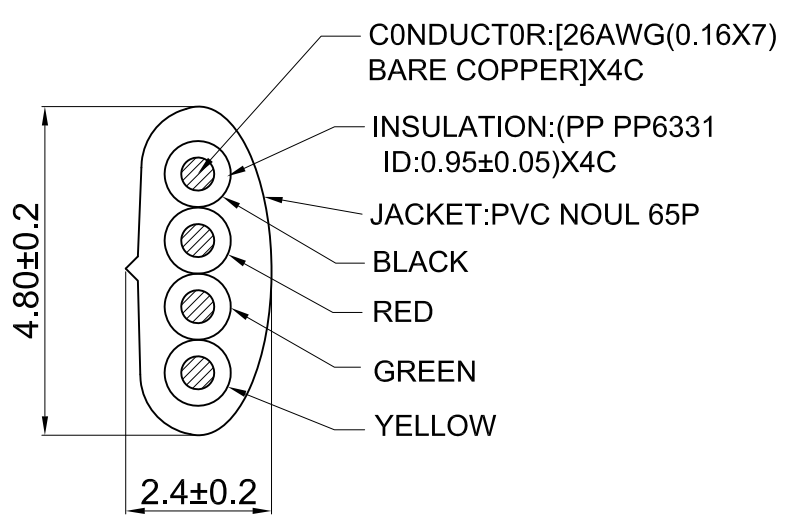 C0NDUCT0R:[26AWG(0.16X7)
BARE COPPER]X4C
INSULATION:(PP PP6331
ID:0.95±0.05)X4C
JACKET:PVC NOUL 65P
BLACK
RED
GREEN
YELLOW
4.80±0.2
2.4±0.2